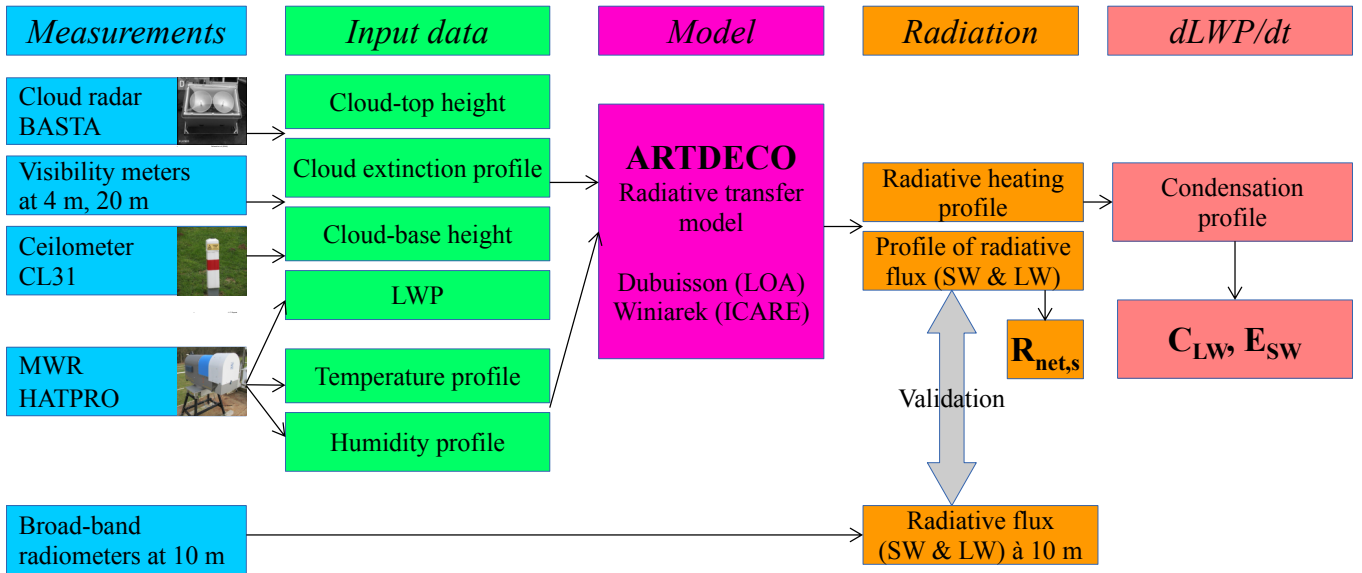 Measurements
Input data
Model
Radiation
dLWP/dt
Cloud radar
BASTA
Visibility meters
at 4 m, 20 m
Ceilometer
CL31
MWR
HATPRO
Broad-band
radiometers at 10 m
Cloud-top height
Cloud extinction profile
Cloud-base height
LWP
Temperature profile
Humidity profile
ARTDECO
Radiative transfer
model
Dubuisson (LOA)
Winiarek (ICARE)
Radiative heating
profile
Profile of radiative
flux (SW & LW)
R_net,s
Validation
Radiative flux
(SW & LW) à 10 m
Condensation
profile
C_LW, E_SW